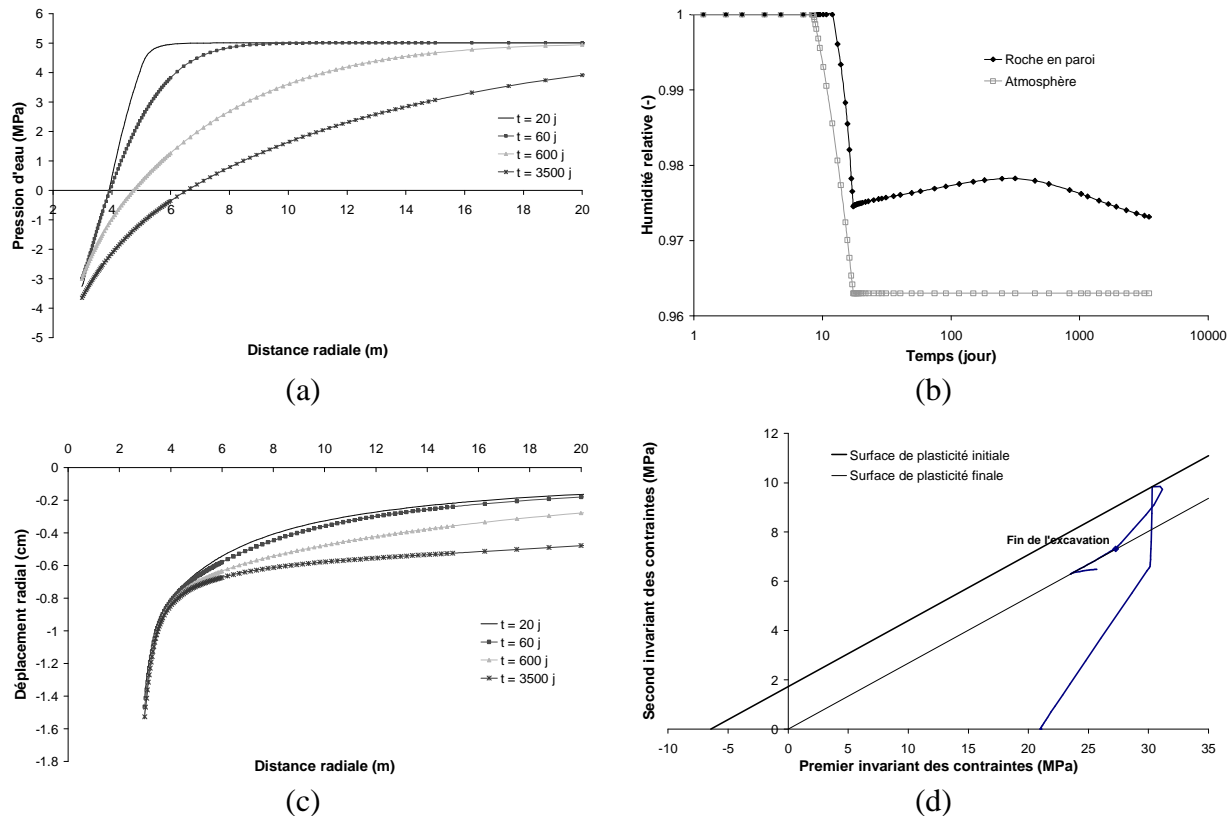 6
5
4
3
2
1
0
-1
-2
-3
-4
-5
2 4 6 8 10 12 14 16 18 20
Pression d'eau (MPa)
Distance radiale (m)
t = 20 j
t = 60 j
t = 600 j
t = 3500 j
(a)
1
0.99
0.98
0.97
0.96
1 10 100 1000 10000
Humidité relative (-)
Temps (jour)
Roche en paroi
Atmosphère
(b)
0 2 4 6 8 10 12 14 16 18 20
0
-0.2
-0.4
-0.6
-0.8
-1
-1.2
-1.4
-1.6
-1.8
Déplacement radial (cm)
Distance radiale (m)
t = 20 j
t = 60 j
t = 600 j
t = 3500 j
(c)
12
10
8
6
4
2
0
-10 -5 0 5 10 15 20 25 30 35
Second invariant des contraintes (MPa)
Premier invariant des contraintes (MPa)
Surface de plasticité initiale
Surface de plasticité finale
Fin de l'excavation
(d)